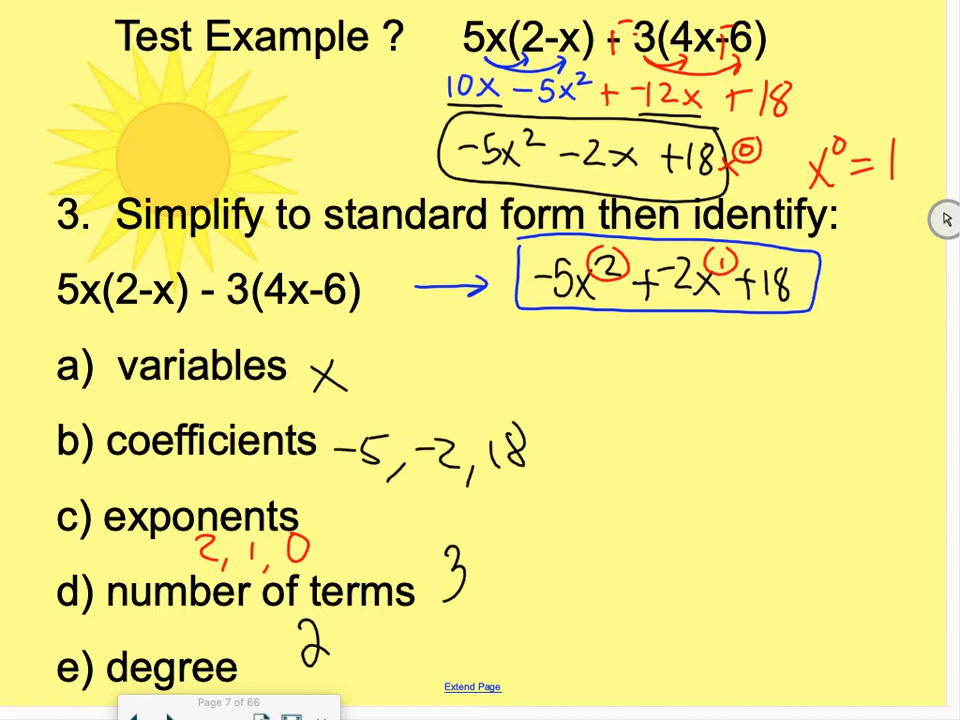 Test Example ? 5x(2-x) - 3(4x-6)
10x - 5x² + -12x + 18
-5x² - 2x + 18x⁰ x⁰ = 1
3. Simplify to standard form then identify:
5x(2-x) - 3(4x-6) → -5x² + -2x¹ + 18
a) variables x
b) coefficients -5, -2, 18
c) exponents
2, 1, 0
d) number of terms 3
e) degree 2
Extend Page
Page 7 of 66